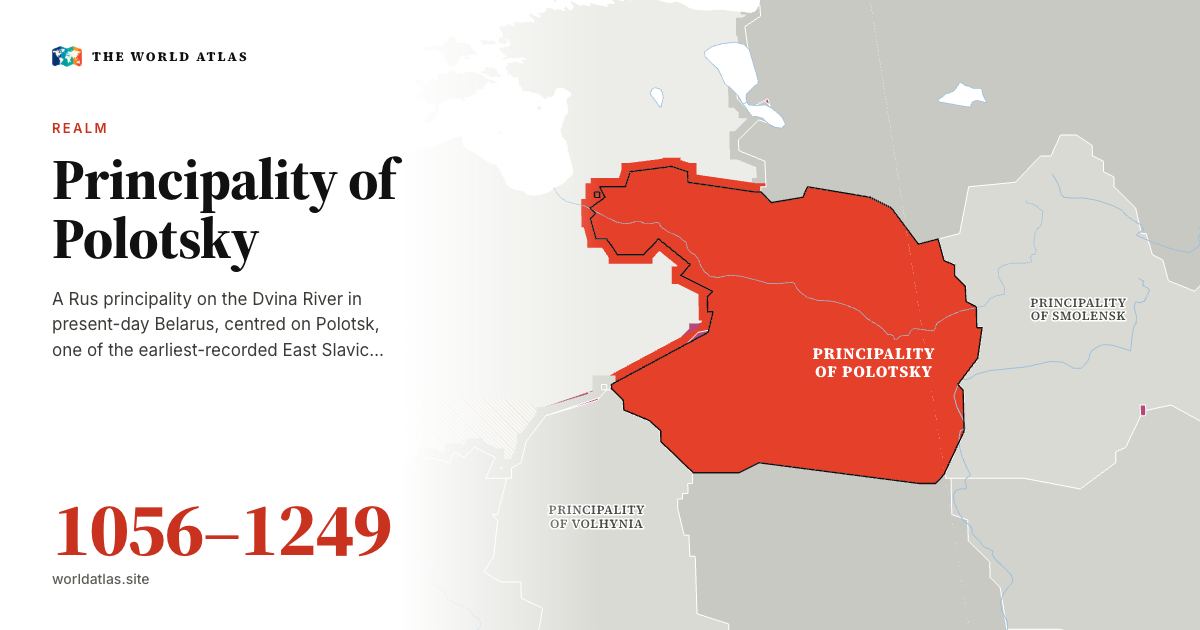 THE WORLD ATLAS
REALM
Principality of
Polotsky
A Rus principality on the Dvina River in
present-day Belarus, centred on Polotsk,
one of the earliest-recorded East Slavic...
1056–1249
worldatlas.site
PRINCIPALITY
OF SMOLENSK
PRINCIPALITY
OF POLOTSKY
PRINCIPALITY
OF VOLHYNIA